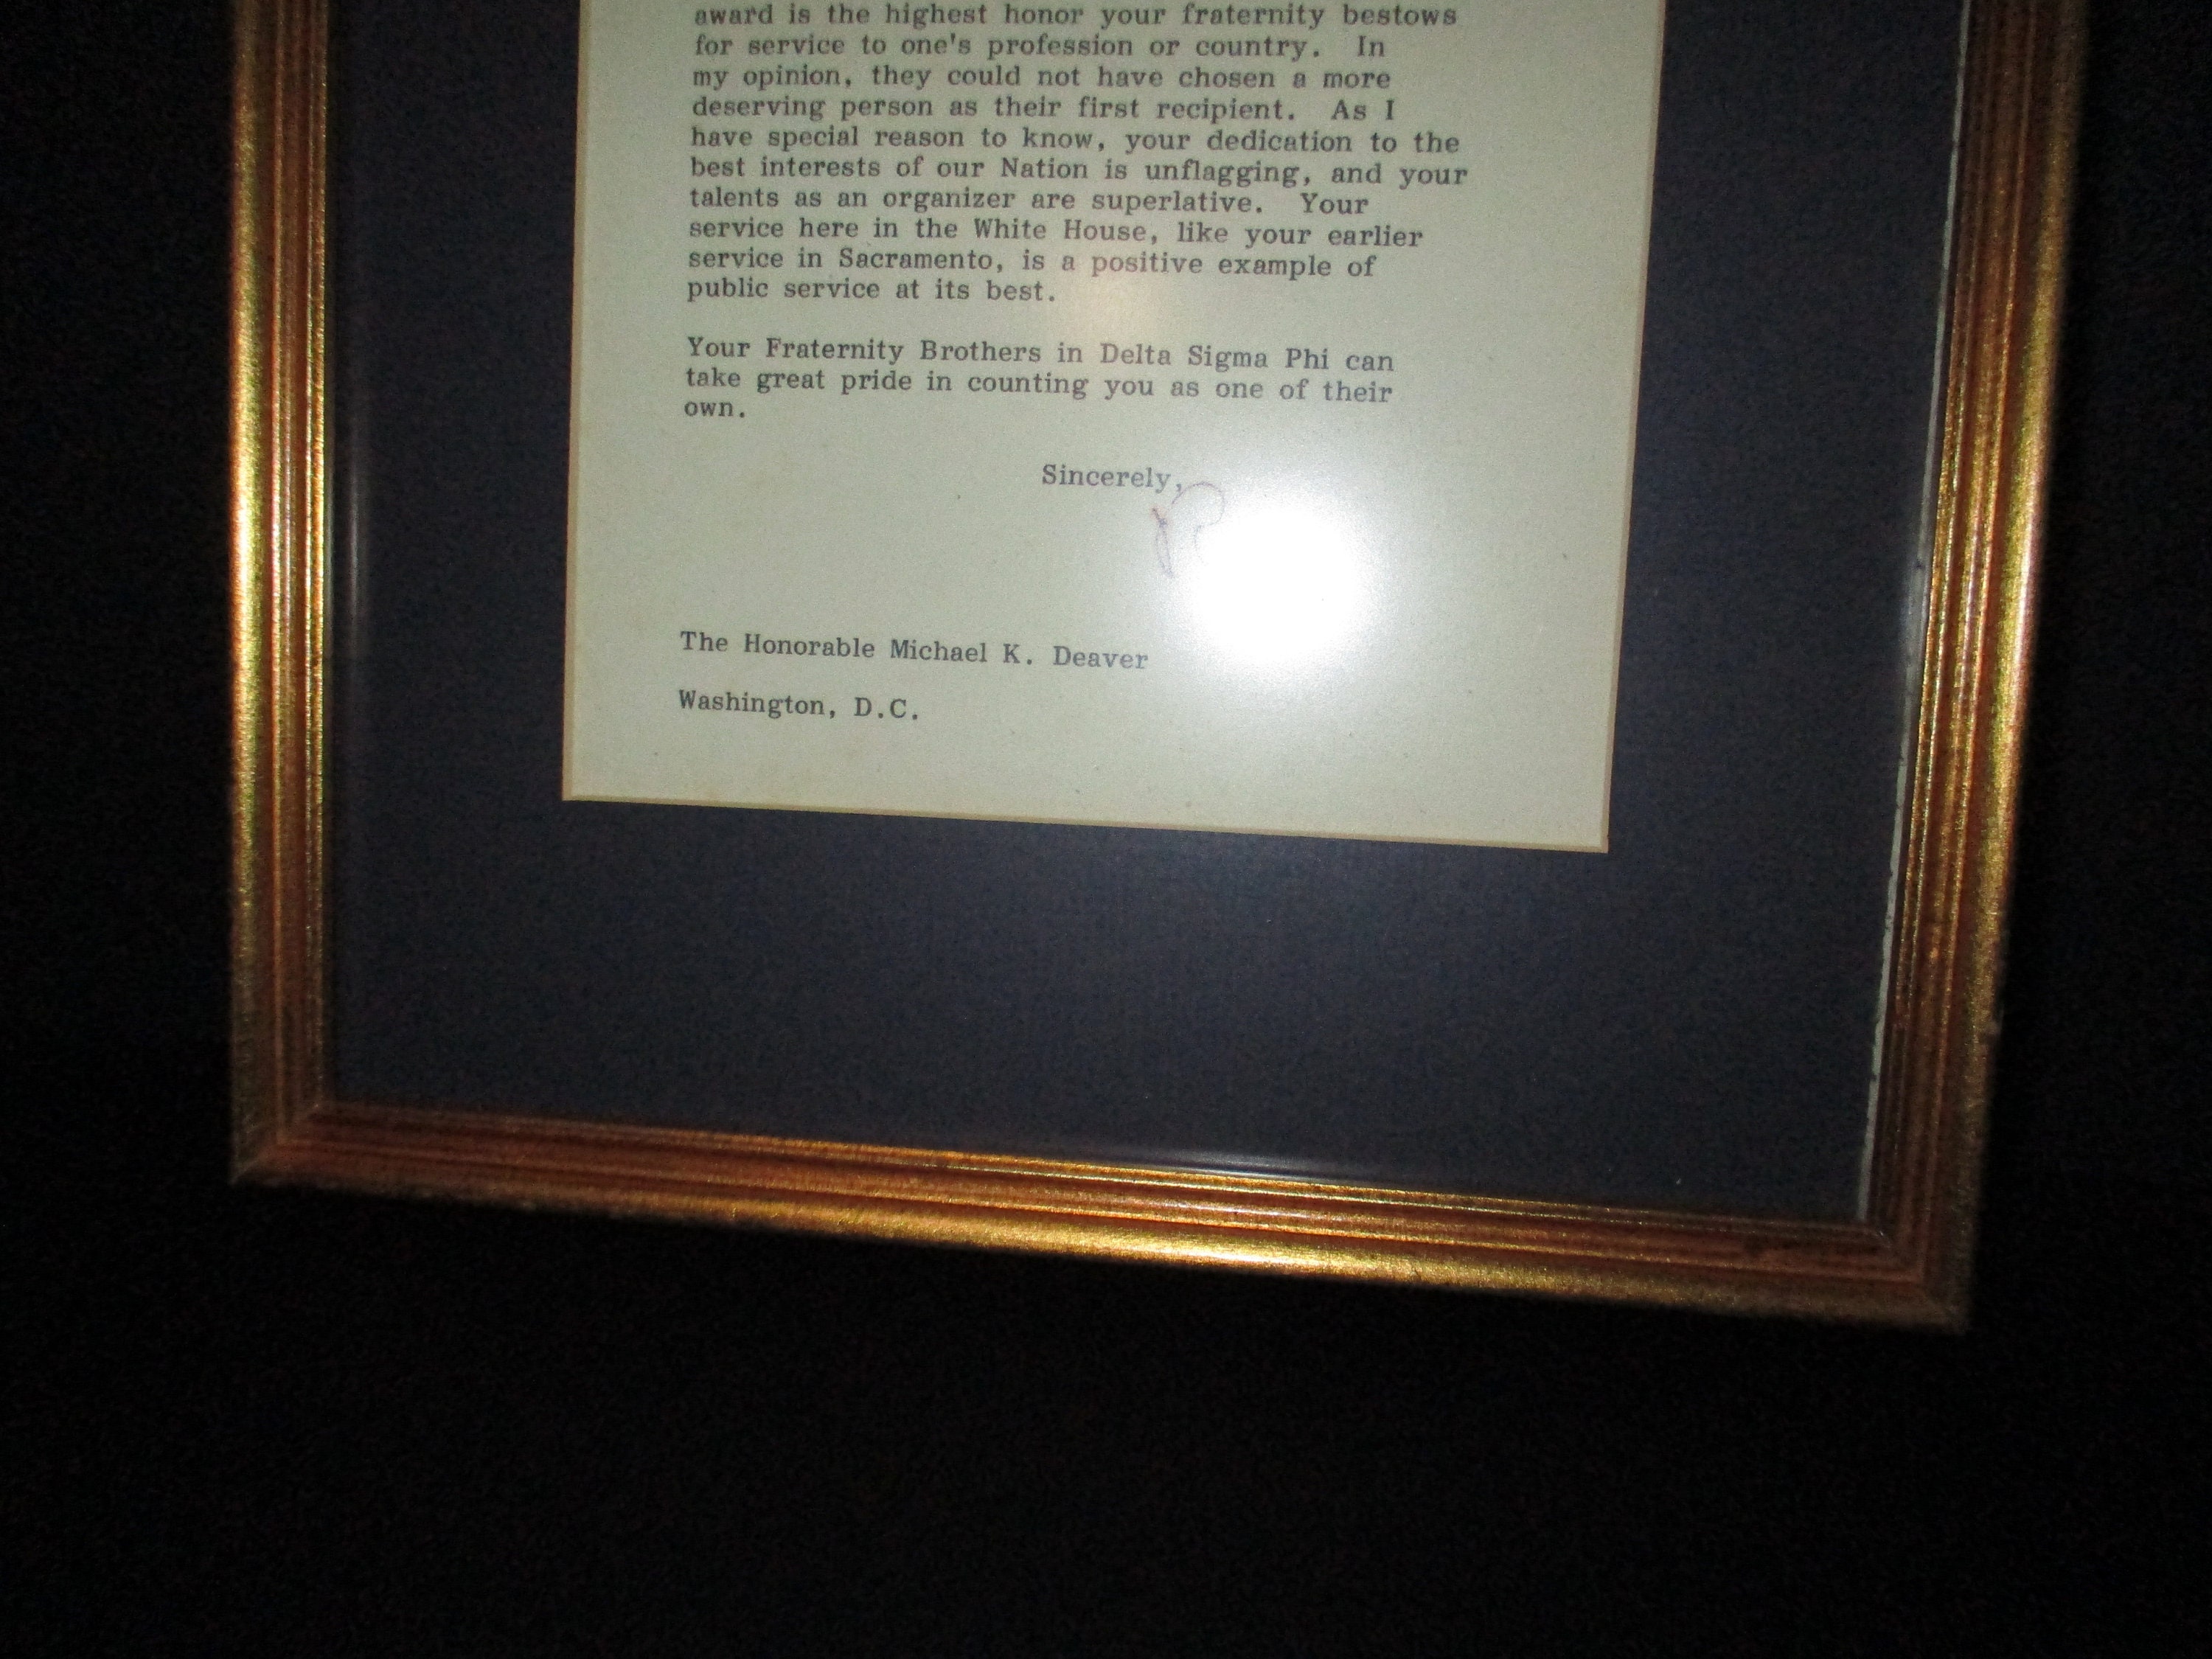 award is the highest honor your fraternity bestows
for service to one's profession or country. In
my opinion, they could not have chosen a more
deserving person as their first recipient. As I
have special reason to know, your dedication to the
best interests of our Nation is unflagging, and your
talents as an organizer are superlative. Your
service here in the White House, like your earlier
service in Sacramento, is a positive example of
public service at its best.
Your Fraternity Brothers in Delta Sigma Phi can
take great pride in counting you as one of their
own.
Sincerely,
The Honorable Michael K. Deaver
Washington, D.C.